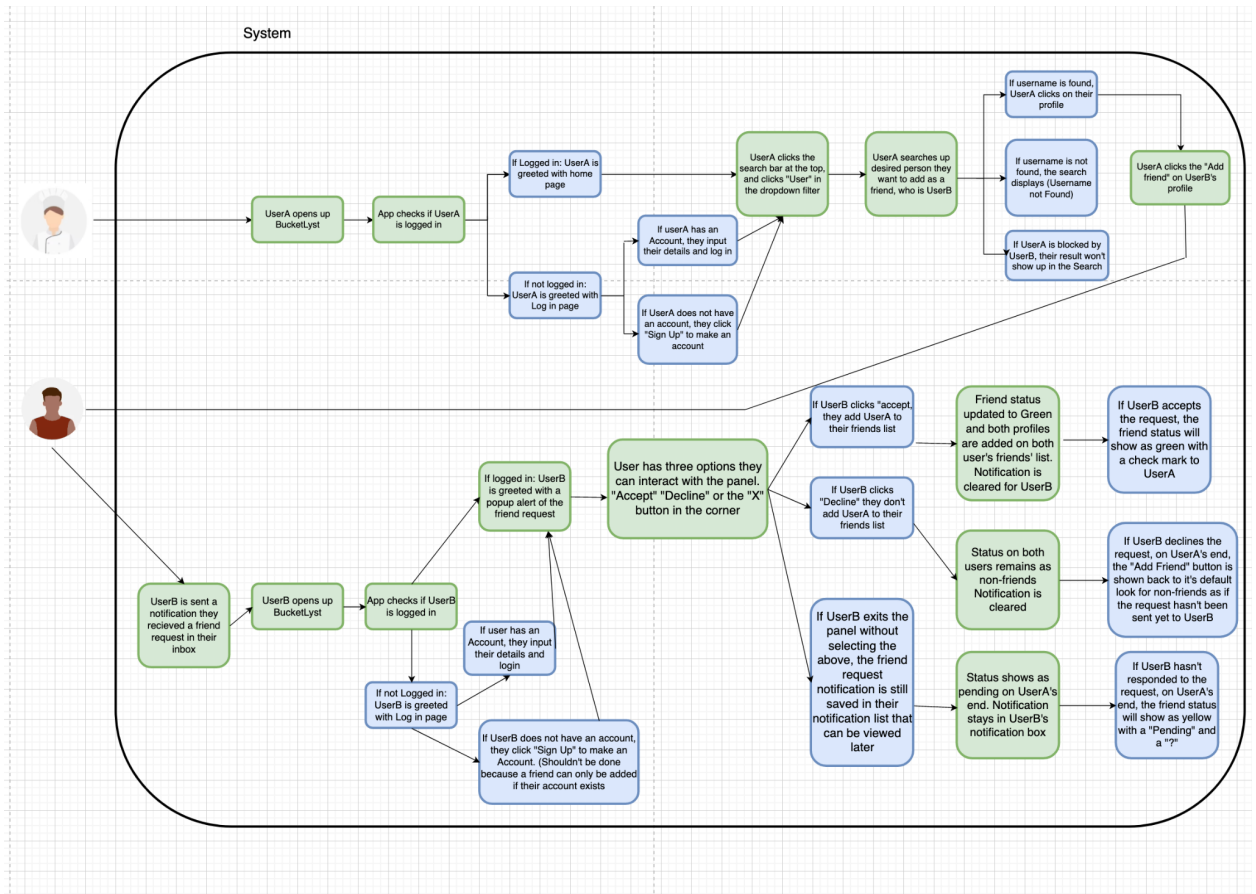 System
If username is found,
UserA clicks on their
profile
If Logged in: UserA is
greeted with home
page
UserA clicks the
search bar at the top,
and clicks "User" in
the dropdown filter
UserA searches up
desired person they
want to add as a
friend, who is UserB
If username is not
found, the search
displays (Username
not Found)
UserA clicks the "Add
friend" on UserB's
profile
UserA opens up
BucketLyst
App checks if UserA
is logged in
If userA has an
Account, they input
their details and log in
If UserA is blocked by
UserB, their result won't
show up in the Search
If not logged in:
UserA is greeted with
Log in page
If UserA does not have
an account, they click
"Sign Up" to make an
account
If UserB clicks "accept,
they add UserA to
their friends list
Friend status
updated to Green
and both profiles
are added on both
user's friends' list.
Notification is
cleared for UserB
If UserB accepts
the request, the
friend status will
show as green with
a check mark to
UserA
If logged in: UserB
is greeted with a
popup alert of the
friend request
User has three options they
can interact with the panel.
"Accept" "Decline" or the "X"
button in the corner
If UserB clicks
"Decline" they don't
add UserA to their
friends list
Status on both
users remains as
non-friends
Notification is
cleared
If UserB declines the
request, on UserA's
end, the "Add
Friend" button is
shown back to it's default
look for non-friends as if
the request hasn't been
sent yet to UserB
UserB is sent a
notification they
recieved a friend
request in their
inbox
UserB opens up
BucketLyst
App checks if UserB
is logged in
If user has an
Account, they input
their details and
login
If not Logged in:
UserB is greeted
with Log in page
If UserB does not have an account,
they click "Sign Up" to make an
Account. (Shouldn't be done
because a friend can only be added
if their account exists
If UserB exits the
panel without
selecting the
above, the friend
request
notification is still
saved in their
notification list that
can be viewed
later
Status shows as
pending on UserA's
end. Notification
stays in UserB's
notification box
If UserB hasn't
responded to the
request, on UserA's
end, the friend status
will show as yellow
with a "Pending" and
a "?"